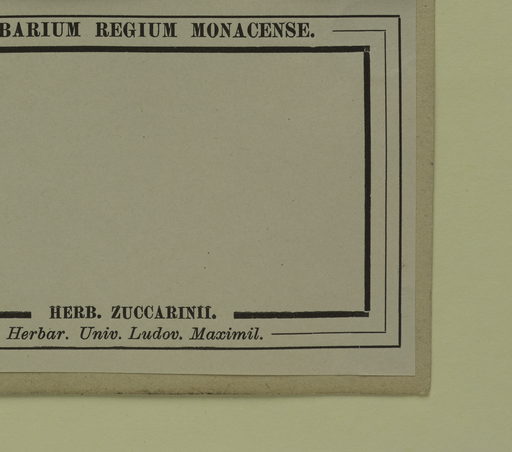 BARIUM REGIUM MONACENSE.
HERB. ZUCCARINII.
Herbar. Univ. Ludov. Maximil.